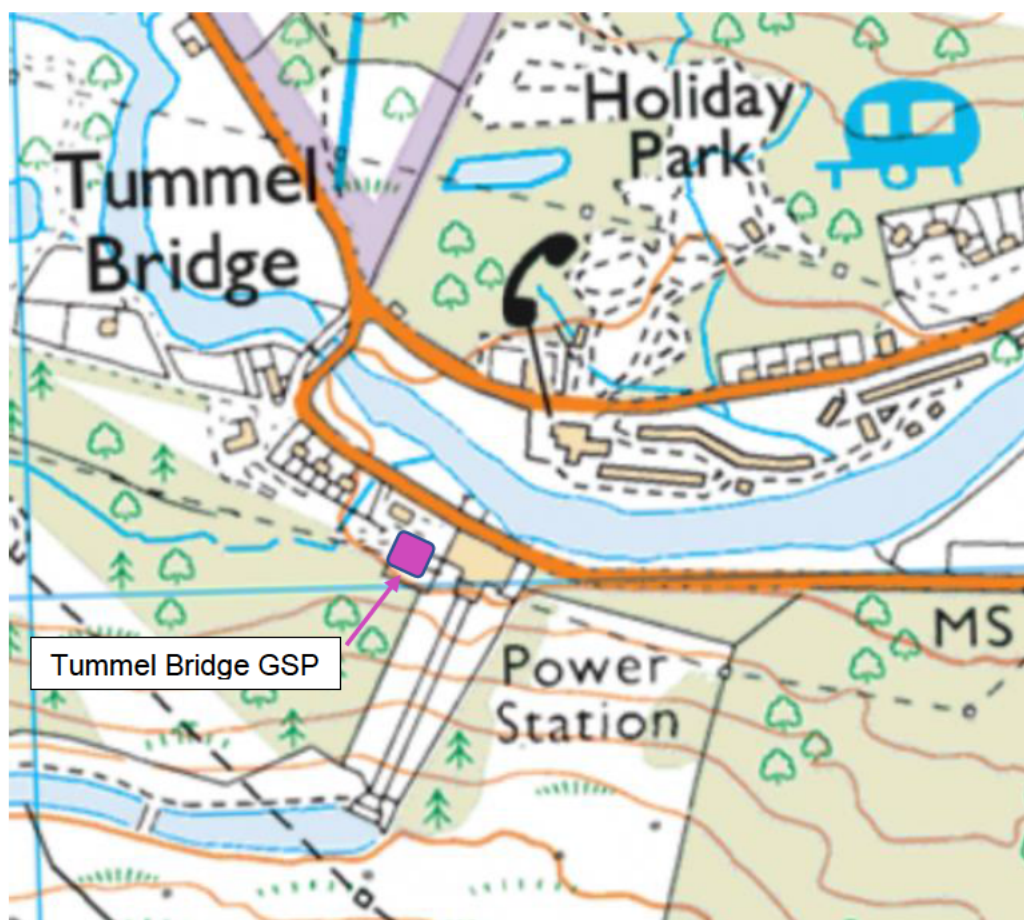 Holiday
Park
Tummel
Bridge
Tummel Bridge GSP
MS
Power
Station